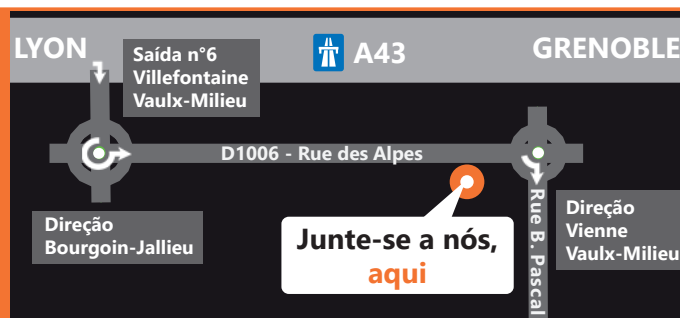 LYON
Saída n°6
Villefontaine
Vaulx-Milieu
A43
GRENOBLE
D1006 - Rue des Alpes
Direção
Bourgoin-Jallieu
Junte-se a nós,
aqui
Rue B. Pascal
Direção
Vienne
Vaulx-Milieu